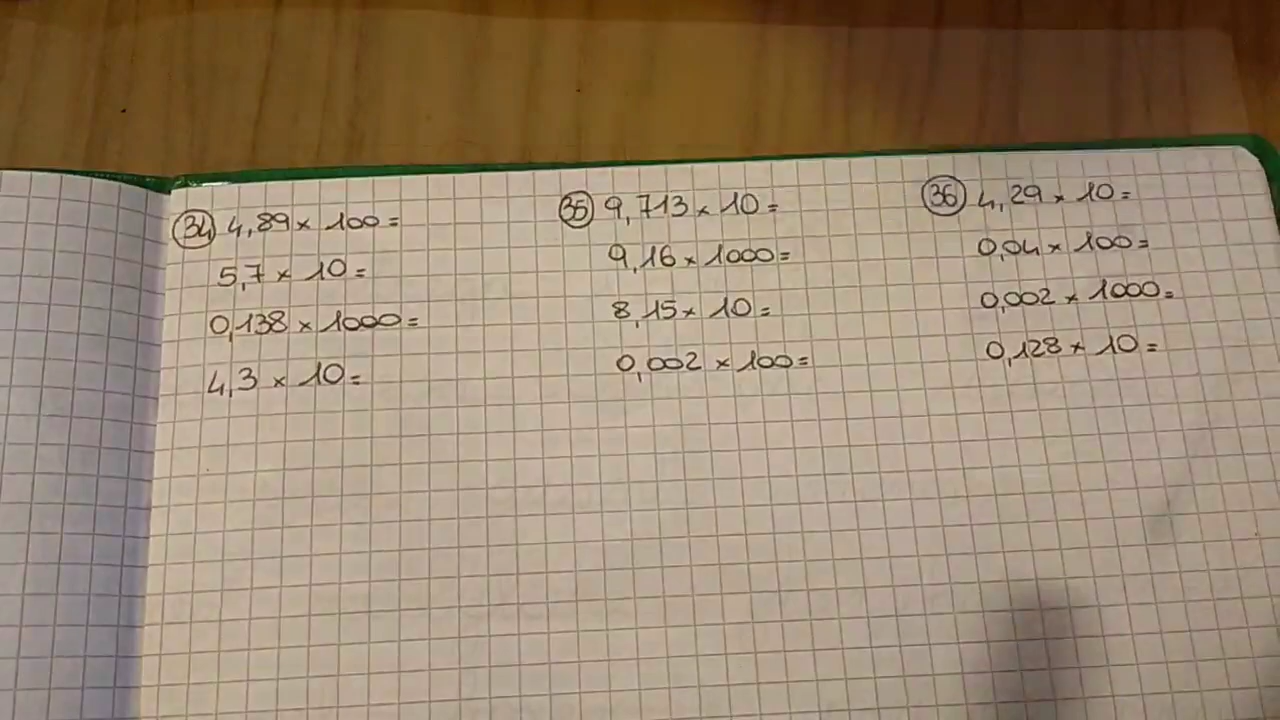 34 4,89 × 100 =
5,7 × 10 =
0,138 × 1000 =
4,3 × 10 =
35 9,713 × 10 =
9,16 × 1000 =
8,15 × 10 =
0,002 × 100 =
36 4,29 × 10 =
0,04 × 100 =
0,002 × 1000 =
0,128 × 10 =